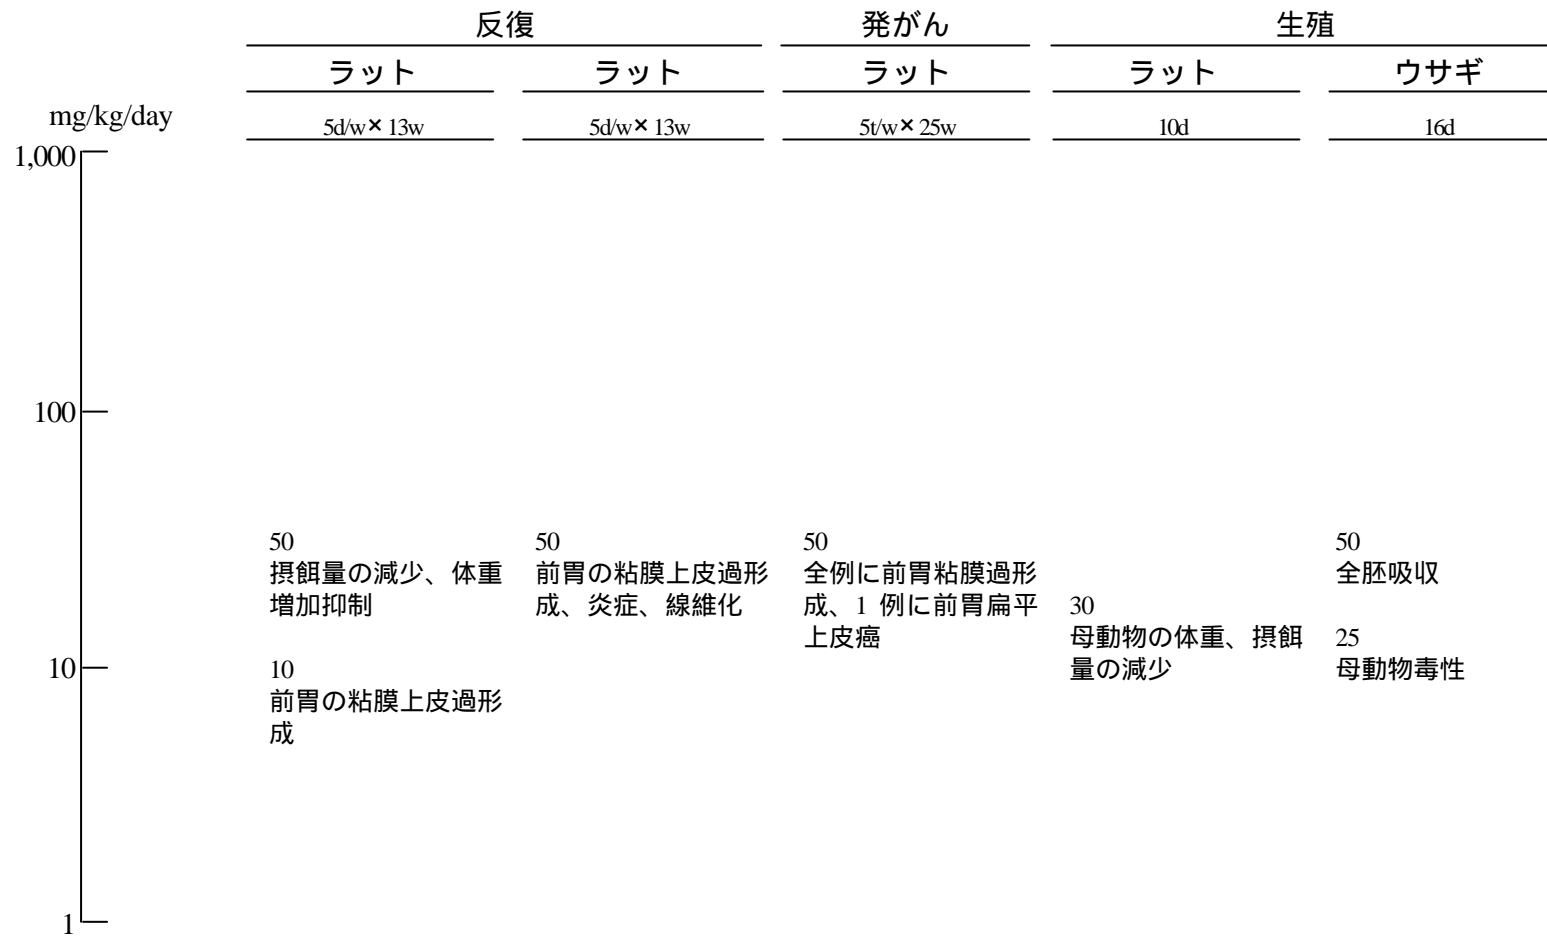 反復 発がん 生殖
ラット ラット ラット ラット ウサギ
mg/kg/day
5d/w×13w 5d/w×13w 5t/w×25w 10d 16d
1,000
100
50
摂餌量の減少、体重
増加抑制
10
前胃の粘膜上皮過形
成
50
前胃の粘膜上皮過形
成、炎症、線維化
50
全例に前胃粘膜過形
成、1 例に前胃扁平
上皮癌
30
母動物の体重、摂餌
量の減少
50
全胚吸収
25
母動物毒性
10
1